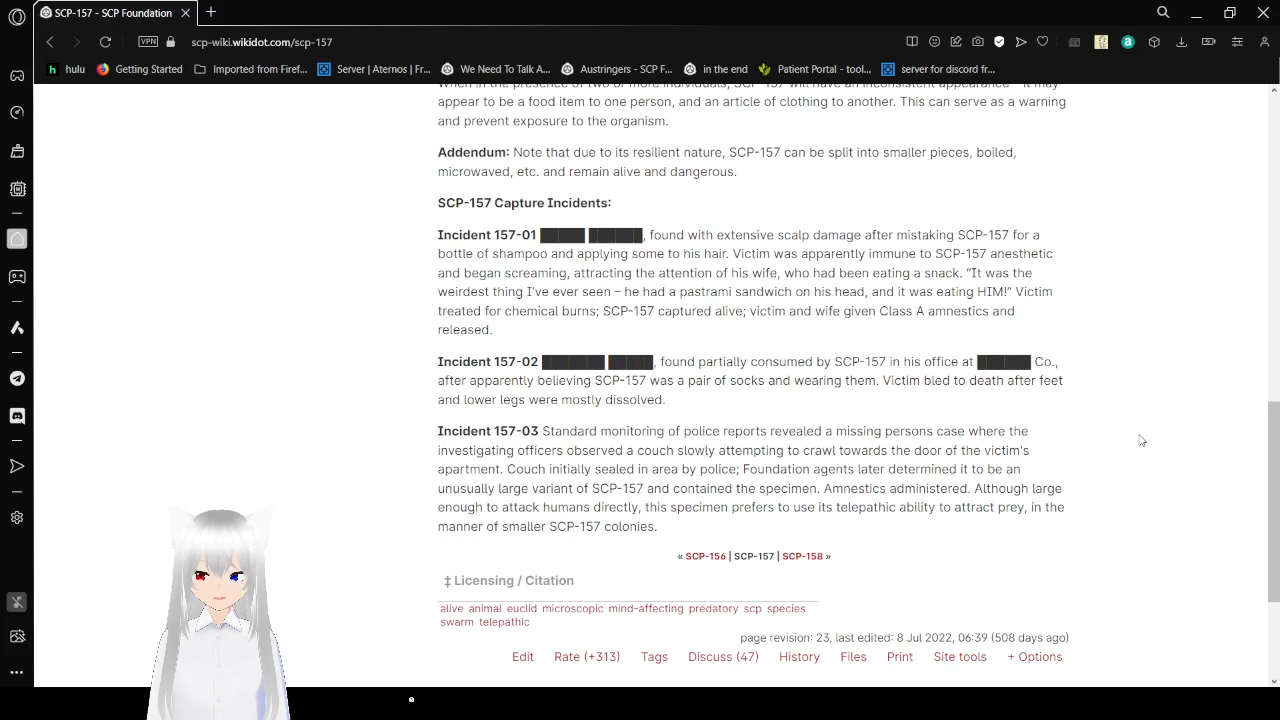 SCP-157 - SCP Foundation
VPN
scp-wiki.wikidot.com/scp-157
hulu
Getting Started
Imported from Firef...
Server | Aternos | Fr...
We Need To Talk A...
Austringers - SCP F...
in the end
Patient Portal - tool...
server for discord fr...
When in the presence of two or more individuals, SCP-157 will have an inconsistent appearance – it may
appear to be a food item to one person, and an article of clothing to another. This can serve as a warning
and prevent exposure to the organism.
Addendum: Note that due to its resilient nature, SCP-157 can be split into smaller pieces, boiled,
microwaved, etc. and remain alive and dangerous.
SCP-157 Capture Incidents:
Incident 157-01 █████ ██████, found with extensive scalp damage after mistaking SCP-157 for a
bottle of shampoo and applying some to his hair. Victim was apparently immune to SCP-157 anesthetic
and began screaming, attracting the attention of his wife, who had been eating a snack. “It was the
weirdest thing I’ve ever seen – he had a pastrami sandwich on his head, and it was eating HIM!” Victim
treated for chemical burns; SCP-157 captured alive; victim and wife given Class A amnestics and
released.
Incident 157-02 ███████ █████, found partially consumed by SCP-157 in his office at ██████ Co.,
after apparently believing SCP-157 was a pair of socks and wearing them. Victim bled to death after feet
and lower legs were mostly dissolved.
Incident 157-03 Standard monitoring of police reports revealed a missing persons case where the
investigating officers observed a couch slowly attempting to crawl towards the door of the victim's
apartment. Couch initially sealed in area by police; Foundation agents later determined it to be an
unusually large variant of SCP-157 and contained the specimen. Amnestics administered. Although large
enough to attack humans directly, this specimen prefers to use its telepathic ability to attract prey, in the
manner of smaller SCP-157 colonies.
« SCP-156 | SCP-157 | SCP-158 »
‡ Licensing / Citation
alive animal euclid microscopic mind-affecting predatory scp species
swarm telepathic
page revision: 23, last edited: 8 Jul 2022, 06:39 (508 days ago)
Edit Rate (+313) Tags Discuss (47) History Files Print Site tools + Options